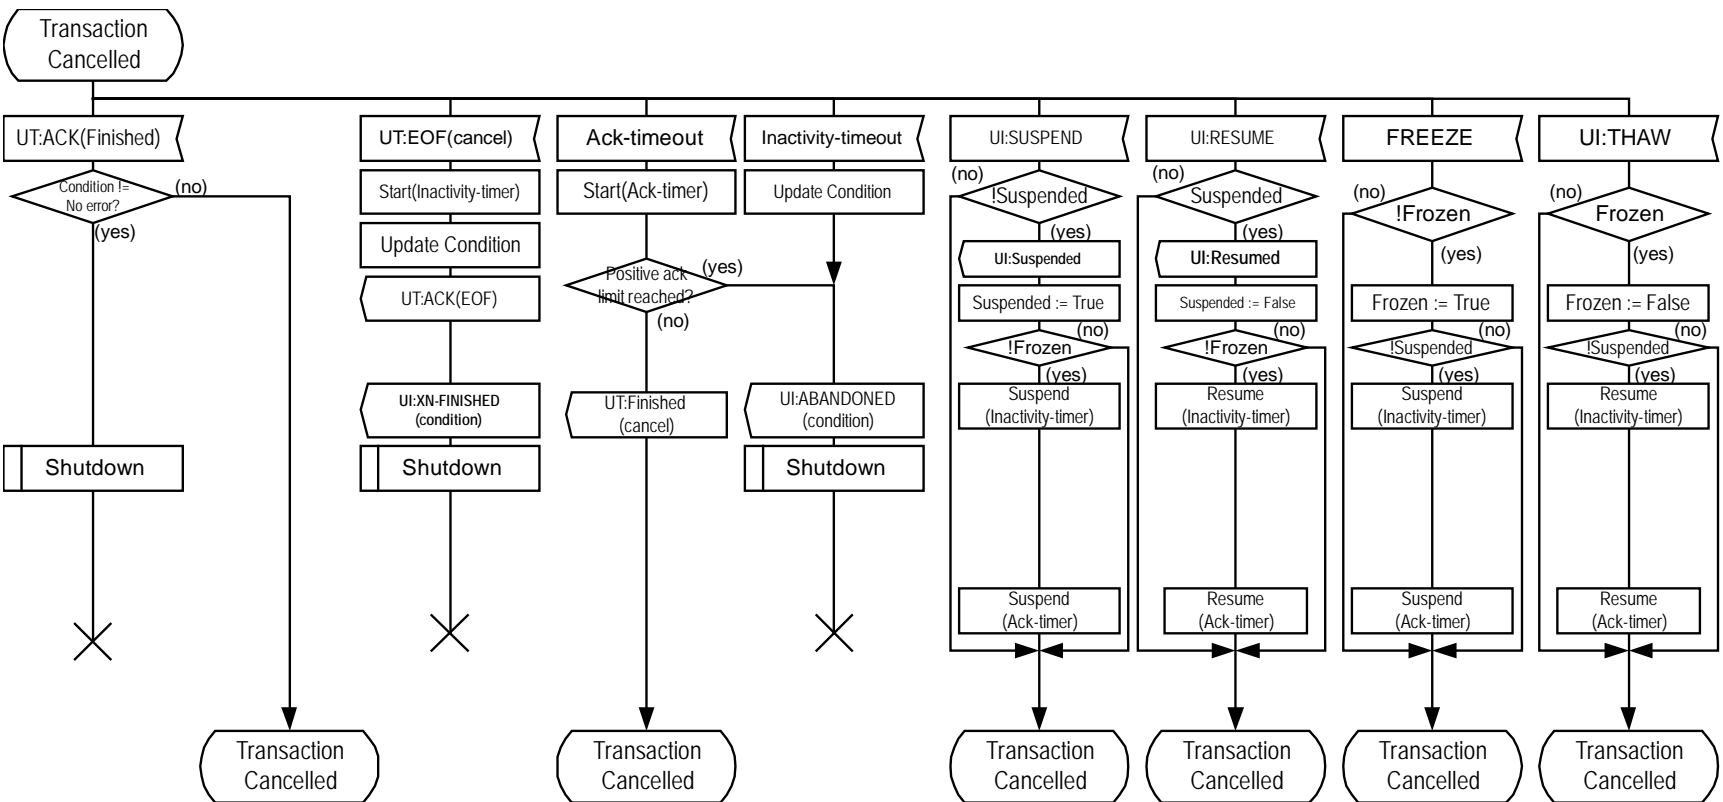 Transaction
Cancelled
UT:ACK(Finished)
Condition !=
No error?
(no)
(yes)
Shutdown
Transaction
Cancelled
UT:EOF(cancel)
Start(Inactivity-timer)
Update Condition
UT:ACK(EOF)
UI:XN-FINISHED
(condition)
Shutdown
Ack-timeout
Start(Ack-timer)
Positive ack
limit reached?
(yes)
(no)
UT:Finished
(cancel)
Transaction
Cancelled
Inactivity-timeout
Update Condition
UI:ABANDONED
(condition)
Shutdown
UI:SUSPEND
(no)
!Suspended
(yes)
UI:Suspended
Suspended := True
(no)
!Frozen
(yes)
Suspend
(Inactivity-timer)
Suspend
(Ack-timer)
Transaction
Cancelled
UI:RESUME
(no)
Suspended
(yes)
UI:Resumed
Suspended := False
(no)
!Frozen
(yes)
Resume
(Inactivity-timer)
Resume
(Ack-timer)
Transaction
Cancelled
FREEZE
(no)
!Frozen
(yes)
Frozen := True
(no)
!Suspended
(yes)
Suspend
(Inactivity-timer)
Suspend
(Ack-timer)
Transaction
Cancelled
UI:THAW
(no)
Frozen
(yes)
Frozen := False
(no)
!Suspended
(yes)
Resume
(Inactivity-timer)
Resume
(Ack-timer)
Transaction
Cancelled